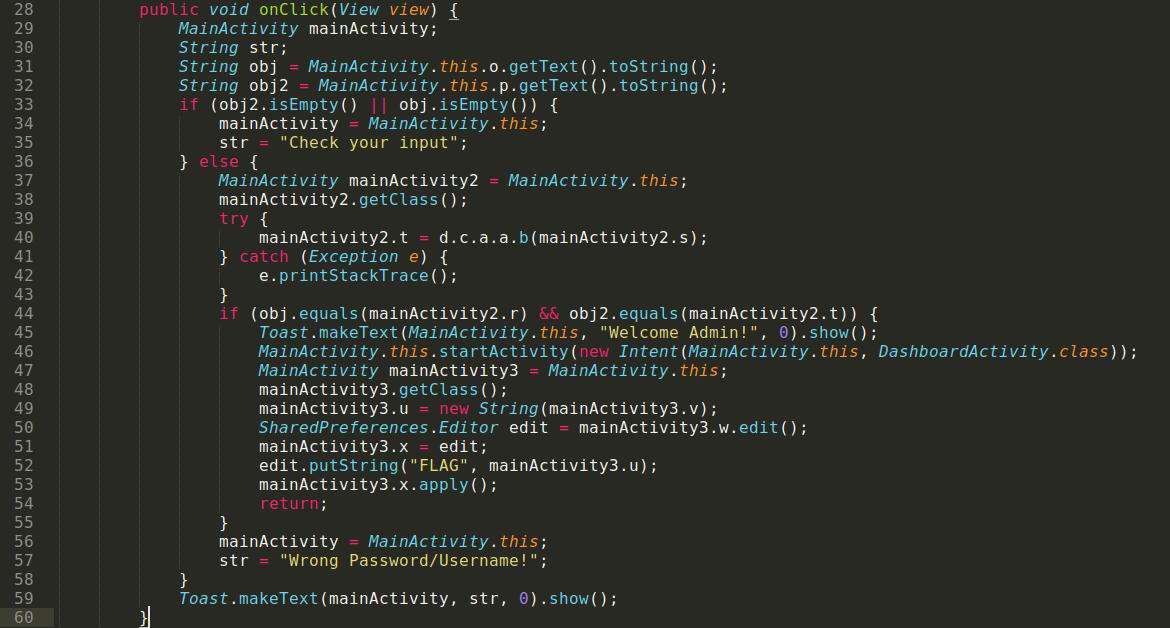 28 public void onClick(View view) {
29 MainActivity mainActivity;
30 String str;
31 String obj = MainActivity.this.o.getText().toString();
32 String obj2 = MainActivity.this.p.getText().toString();
33 if (obj2.isEmpty() || obj.isEmpty()) {
34 mainActivity = MainActivity.this;
35 str = "Check your input";
36 } else {
37 MainActivity mainActivity2 = MainActivity.this;
38 mainActivity2.getClass();
39 try {
40 mainActivity2.t = d.c.a.a.b(mainActivity2.s);
41 } catch (Exception e) {
42 e.printStackTrace();
43 }
44 if (obj.equals(mainActivity2.r) && obj2.equals(mainActivity2.t)) {
45 Toast.makeText(MainActivity.this, "Welcome Admin!", 0).show();
46 MainActivity.this.startActivity(new Intent(MainActivity.this, DashboardActivity.class));
47 MainActivity mainActivity3 = MainActivity.this;
48 mainActivity3.getClass();
49 mainActivity3.u = new String(mainActivity3.v);
50 SharedPreferences.Editor edit = mainActivity3.w.edit();
51 mainActivity3.x = edit;
52 edit.putString("FLAG", mainActivity3.u);
53 mainActivity3.x.apply();
54 return;
55 }
56 mainActivity = MainActivity.this;
57 str = "Wrong Password/Username!";
58 }
59 Toast.makeText(mainActivity, str, 0).show();
60 }